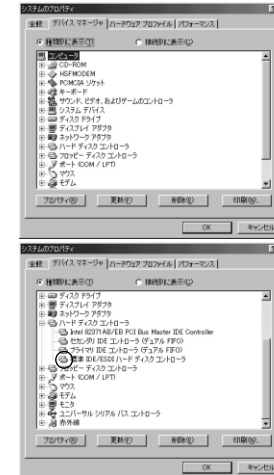 システムのプロパティ
全般 デバイス マネージャ ハードウェア プロファイル パフォーマンス
種類別に表示(T) 接続別に表示(C)
コンピュータ
CD-ROM
HSFMODEM
PCMCIA ソケット
キーボード
サウンド、ビデオ、およびゲームのコントローラ
システム デバイス
ディスク ドライブ
ディスプレイ アダプタ
ネットワーク アダプタ
ハード ディスク コントローラ
フロッピー ディスク コントローラ
ポート (COM / LPT)
マウス
モデム
プロパティ(R) 更新(F) 削除(E) 印刷(N)...
OK キャンセル
システムのプロパティ
全般 デバイス マネージャ ハードウェア プロファイル パフォーマンス
種類別に表示(T) 接続別に表示(C)
ディスク ドライブ
ディスプレイ アダプタ
ネットワーク アダプタ
ハード ディスク コントローラ
Intel 82371AB/EB PCI Bus Master IDE Controller
セカンダリ IDE コントローラ (デュアル FIFO)
プライマリ IDE コントローラ (デュアル FIFO)
標準 IDE/ESDI ハード ディスク コントローラ
フロッピー ディスク コントローラ
ポート (COM / LPT)
マウス
モデム
モニタ
ユニバーサル シリアル バス コントローラ
赤外線
プロパティ(R) 更新(F) 削除(E) 印刷(N)...
OK キャンセル